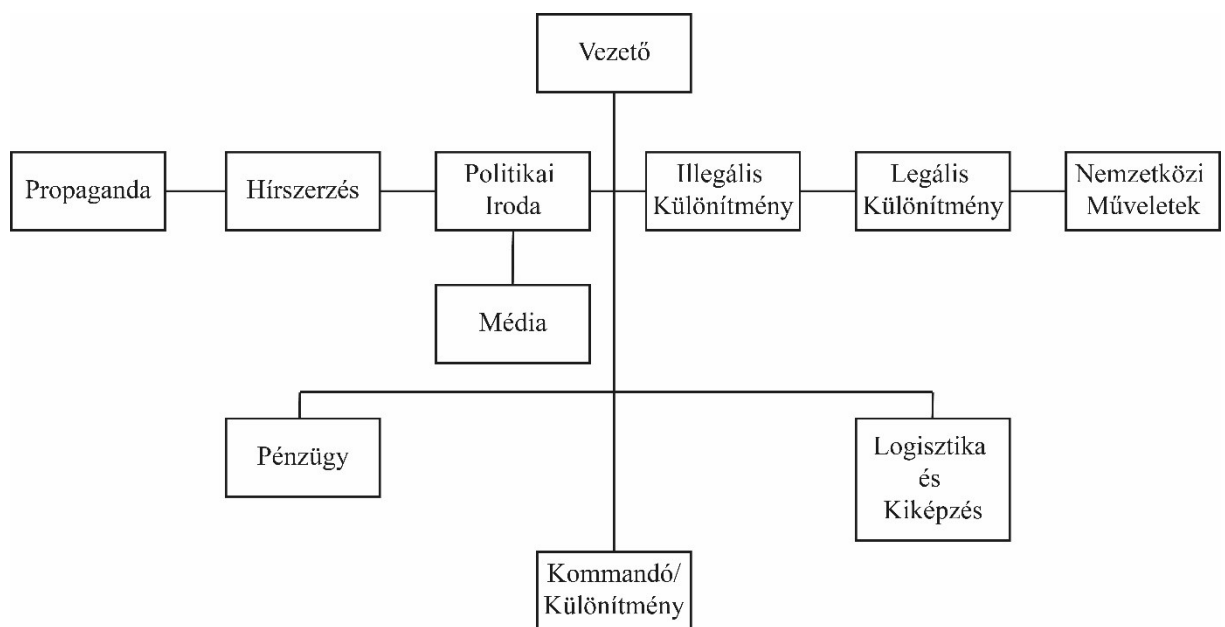 Vezető
Propaganda
Hírszerzés
Politikai
Iroda
Illegális
Különítmény
Legális
Különítmény
Nemzetközi
Műveletek
Média
Pénzügy
Logisztika
és
Kiképzés
Kommandó/
Különítmény